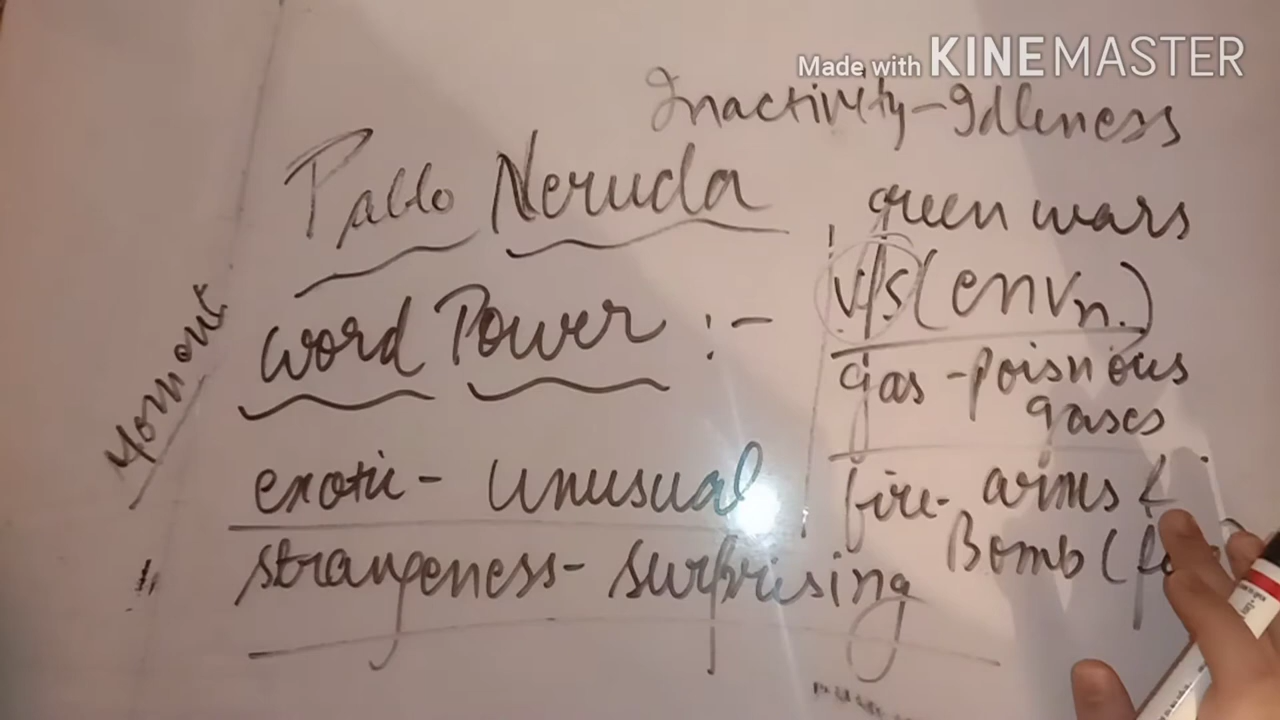 Made with KINEMASTER
Inactivity - Idleness
Pablo Neruda
Word Power :-
exotic - unusual
strangeness - surprising
green wars
v/s (envn.)
gas - poisnous
gases
fire - arms &
Bomb (
Moment